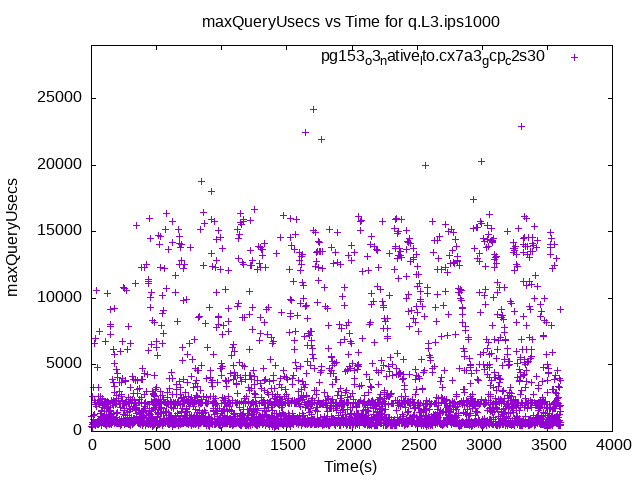 maxQueryUsecs vs Time for q.L3.ips1000
pg153o3nativelto.cx7a3gcpc2s30
maxQueryUsecs
25000
20000
15000
10000
5000
0
0 500 1000 1500 2000 2500 3000 3500 4000
Time(s)